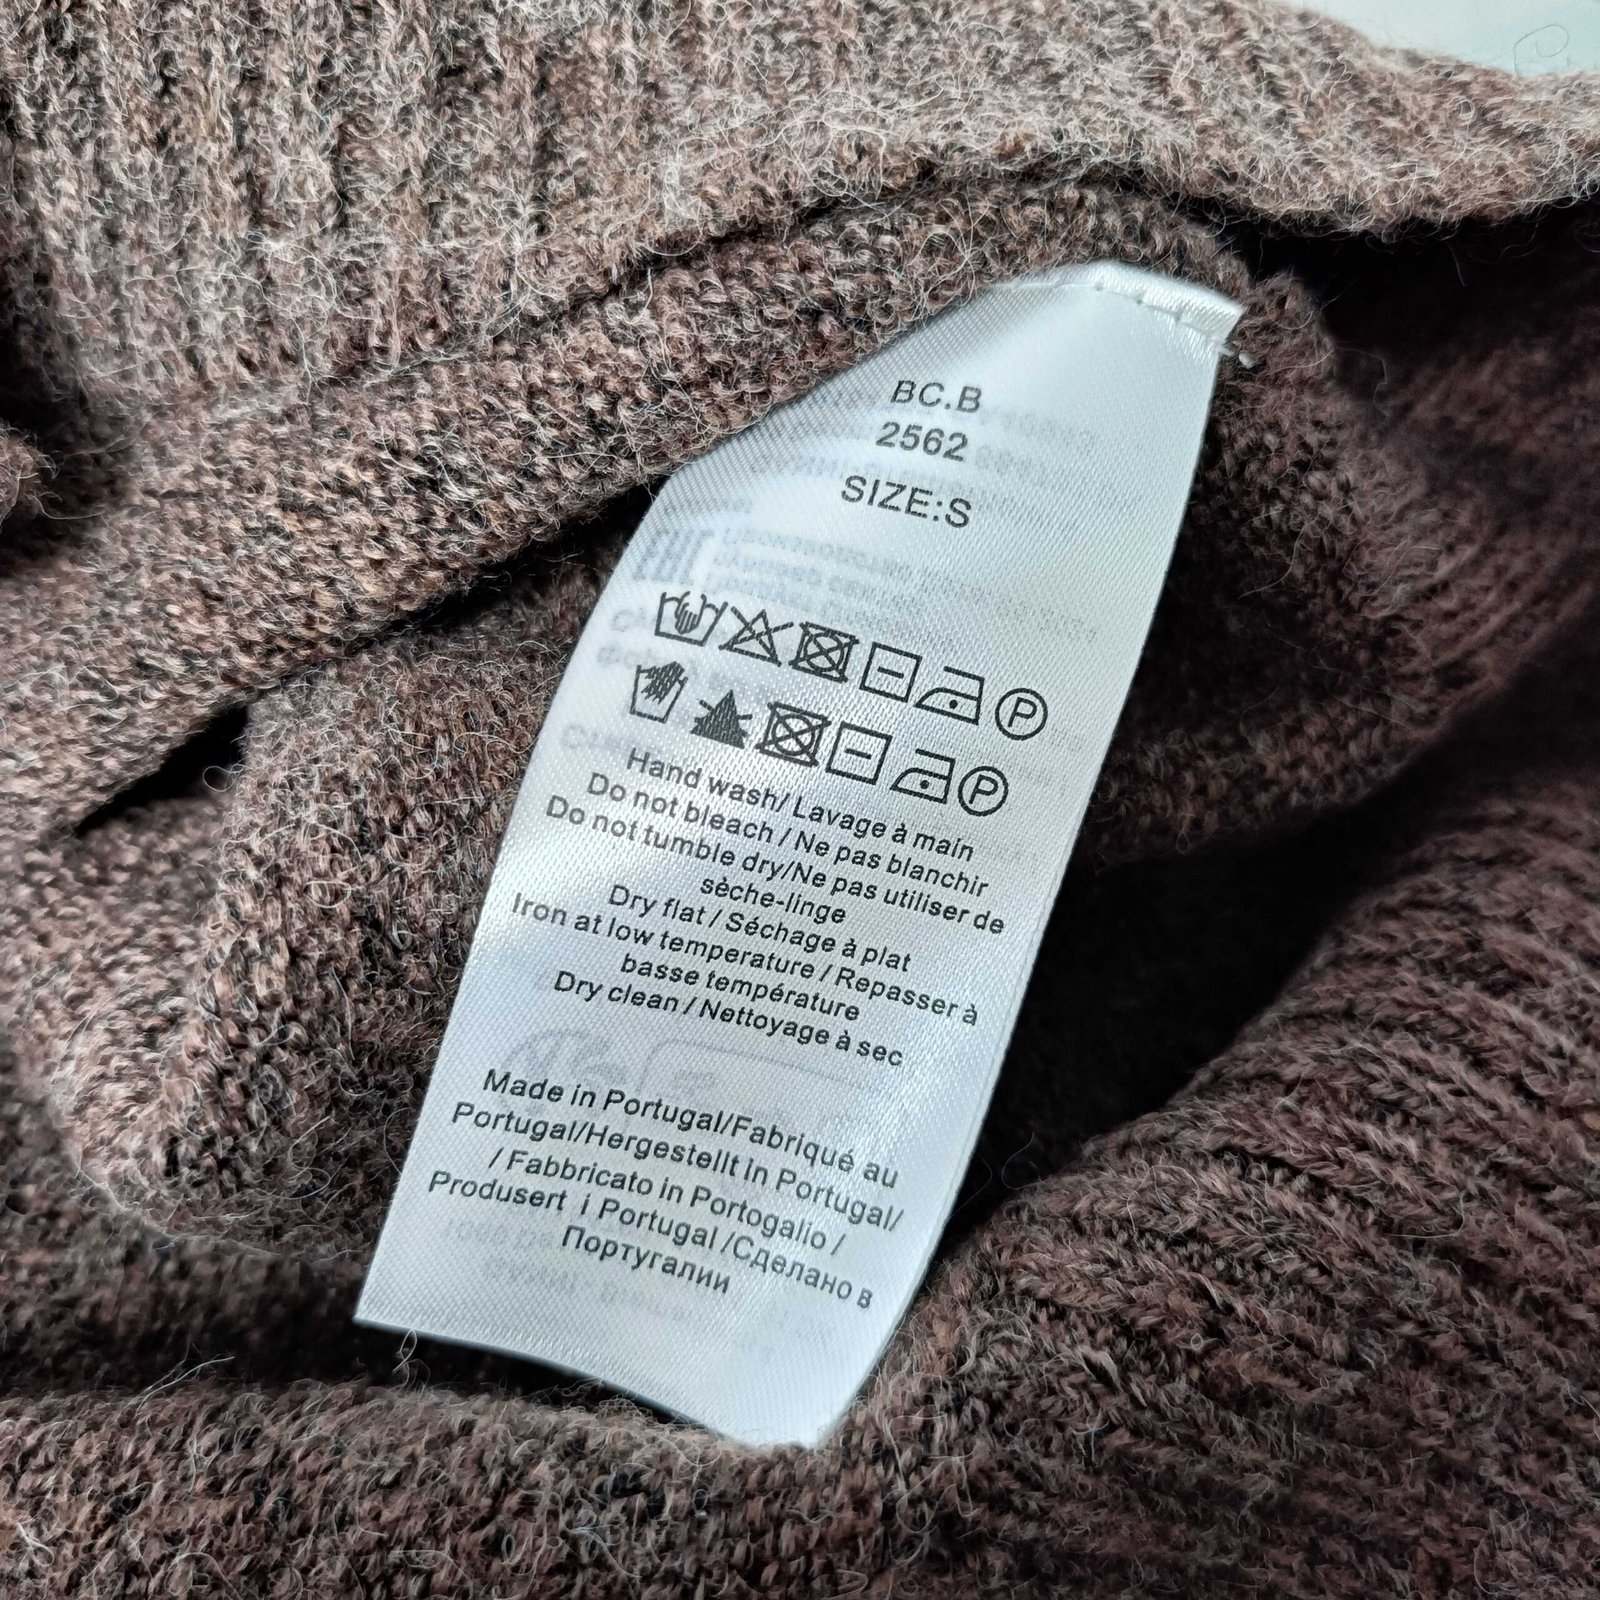 BC.B
2562
SIZE:S
P
P
Hand wash/ Lavage à main
Do not bleach / Ne pas blanchir
Do not tumble dry/Ne pas utiliser de
sèche-linge
Dry flat / Séchage à plat
Iron at low temperature / Repasser à
basse température
Dry clean / Nettoyage à sec
Made in Portugal/Fabriqué au
Portugal/Hergestellt in Portugal/
/ Fabbricato in Portogalio /
Produsert i Portugal /Сделано в
Португалии